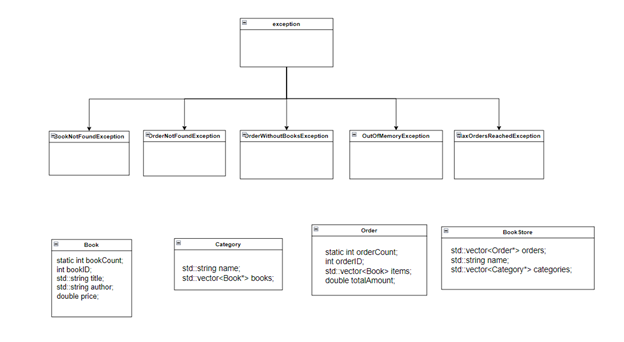 exception
BookNotFoundException
OrderNotFoundException
OrderWithoutBooksException
OutOfMemoryException
MaxOrdersReachedException
Book
static int bookCount;
int bookID;
std::string title;
std::string author;
double price;
Category
std::string name;
std::vector<Book*> books;
Order
static int orderCount;
int orderID;
std::vector<Book> items;
double totalAmount;
BookStore
std::vector<Order*> orders;
std::string name;
std::vector<Category*> categories;